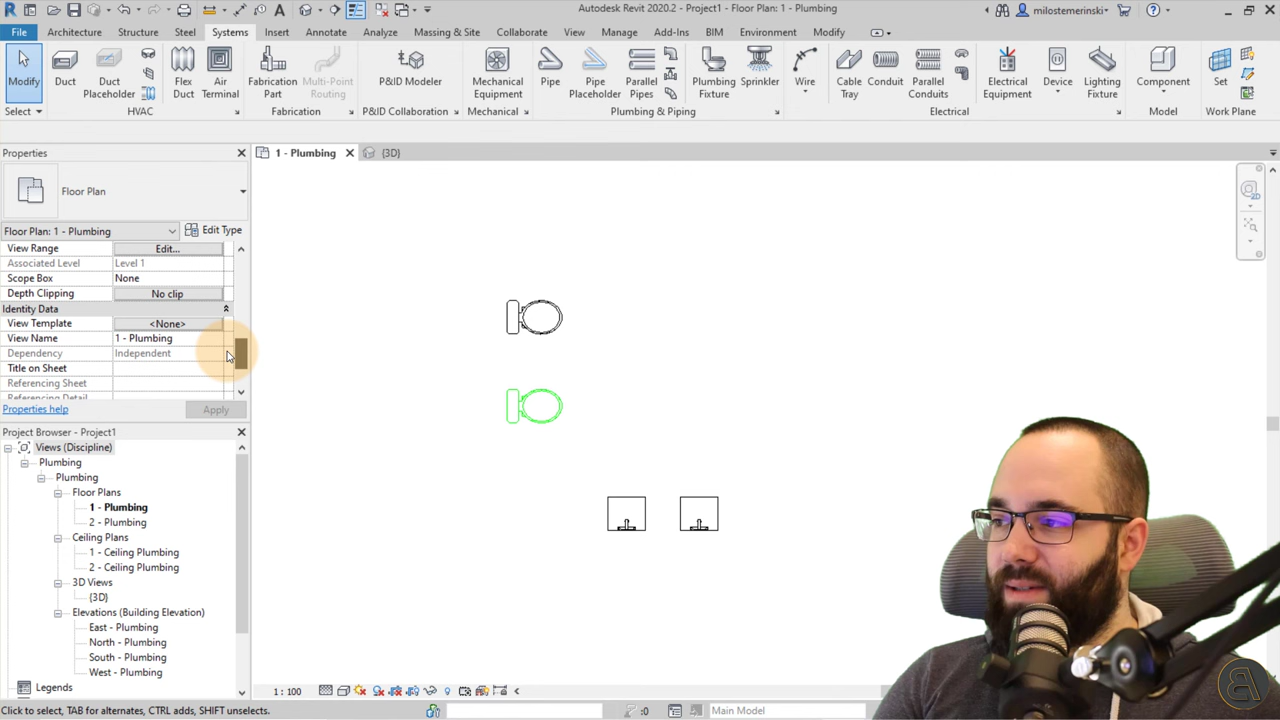 Autodesk Revit 2020.2 - Project1 - Floor Plan: 1 - Plumbing
milostemerinski
File Architecture Structure Steel Systems Insert Annotate Analyze Massing & Site Collaborate View Manage Add-Ins BIM Environment Modify
Modify Duct Duct Placeholder Flex Duct Air Terminal Fabrication Part Multi-Point Routing P&ID Modeler Mechanical Equipment Pipe Pipe Placeholder Parallel Pipes Plumbing Fixture Sprinkler Wire Cable Tray Conduit Parallel Conduits Electrical Equipment Device Lighting Fixture Component Set
Select HVAC Fabrication P&ID Collaboration Mechanical Plumbing & Piping Electrical Model Work Plane
Properties
1 - Plumbing {3D}
2D
Floor Plan
Floor Plan: 1 - Plumbing Edit Type
View Range Edit...
Associated Level Level 1
Scope Box None
Depth Clipping No clip
Identity Data
View Template <None>
View Name 1 - Plumbing
Dependency Independent
Title on Sheet
Referencing Sheet
Referencing Detail
Properties help Apply
Project Browser - Project1
Views (Discipline)
Plumbing
Plumbing
Floor Plans
1 - Plumbing
2 - Plumbing
Ceiling Plans
1 - Ceiling Plumbing
2 - Ceiling Plumbing
3D Views
{3D}
Elevations (Building Elevation)
East - Plumbing
North - Plumbing
South - Plumbing
West - Plumbing
Legends
1 : 100
Click to select, TAB for alternates, CTRL adds, SHIFT unselects.
:0
Main Model